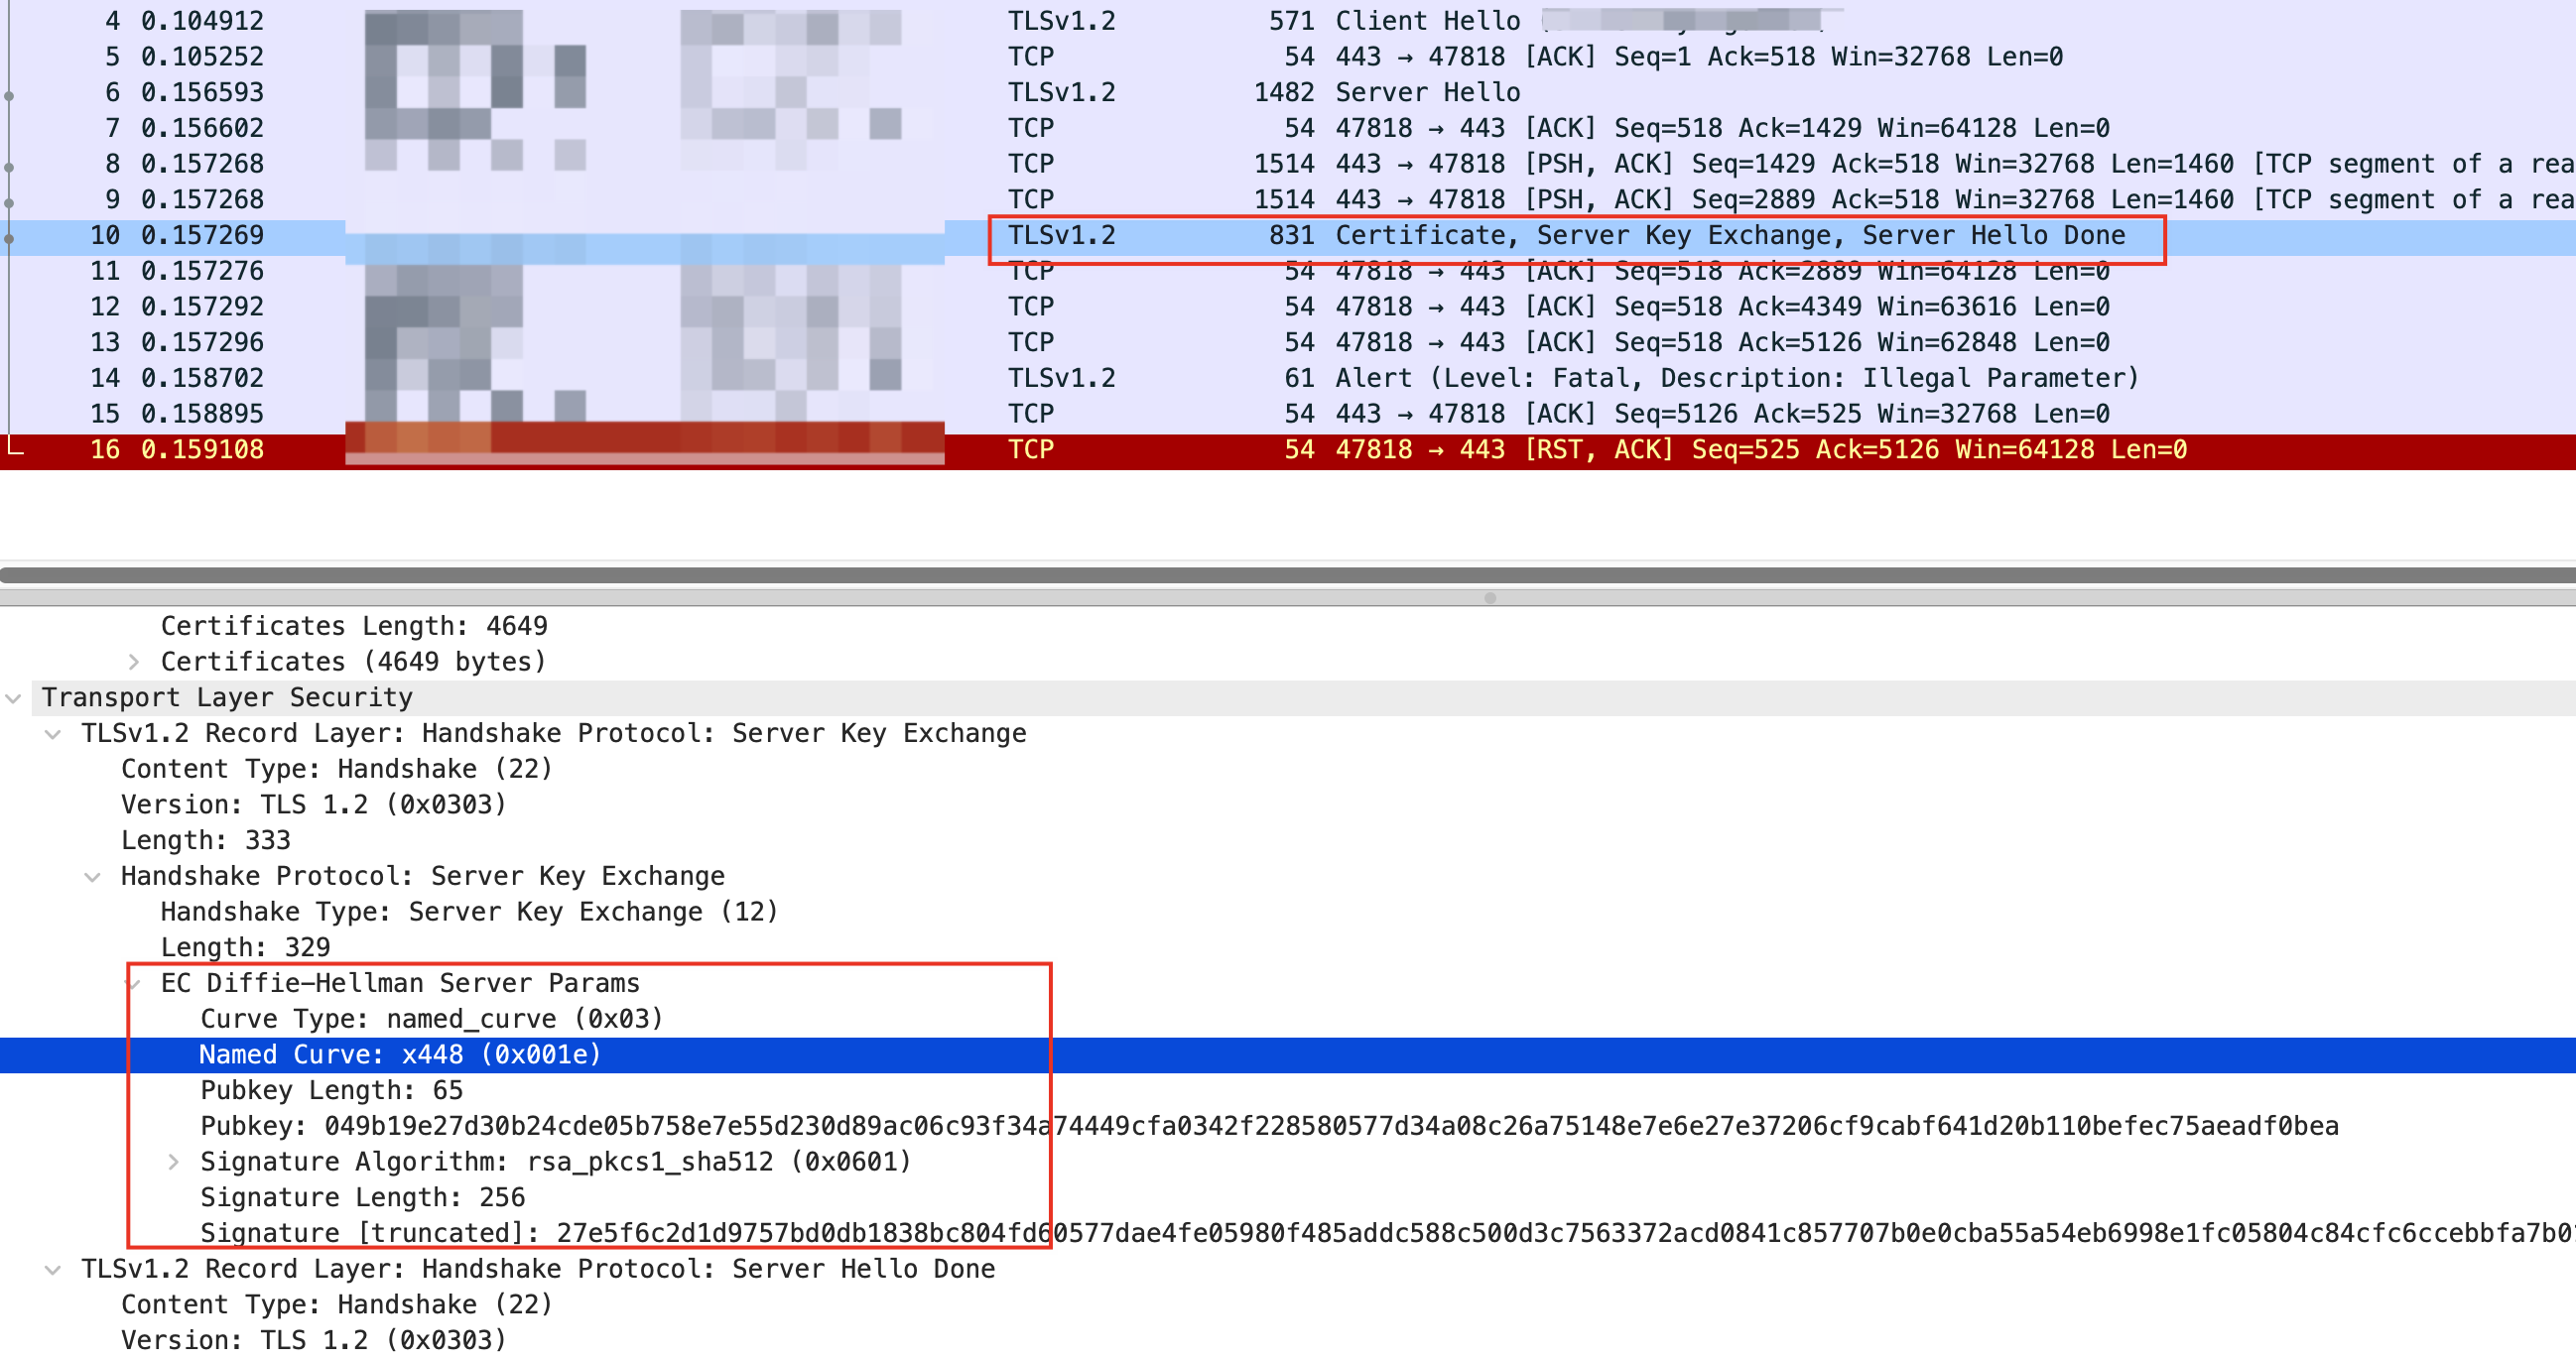 4 0.104912 TLSv1.2 571 Client Hello
5 0.105252 TCP 54 443 → 47818 [ACK] Seq=1 Ack=518 Win=32768 Len=0
6 0.156593 TLSv1.2 1482 Server Hello
7 0.156602 TCP 54 47818 → 443 [ACK] Seq=518 Ack=1429 Win=64128 Len=0
8 0.157268 TCP 1514 443 → 47818 [PSH, ACK] Seq=1429 Ack=518 Win=32768 Len=1460 [TCP segment of a rea
9 0.157268 TCP 1514 443 → 47818 [PSH, ACK] Seq=2889 Ack=518 Win=32768 Len=1460 [TCP segment of a rea
10 0.157269 TLSv1.2 831 Certificate, Server Key Exchange, Server Hello Done
11 0.157276 TCP 54 47818 → 443 [ACK] Seq=518 Ack=2889 Win=64128 Len=0
12 0.157292 TCP 54 47818 → 443 [ACK] Seq=518 Ack=4349 Win=63616 Len=0
13 0.157296 TCP 54 47818 → 443 [ACK] Seq=518 Ack=5126 Win=62848 Len=0
14 0.158702 TLSv1.2 61 Alert (Level: Fatal, Description: Illegal Parameter)
15 0.158895 TCP 54 443 → 47818 [ACK] Seq=5126 Ack=525 Win=32768 Len=0
16 0.159108 TCP 54 47818 → 443 [RST, ACK] Seq=525 Ack=5126 Win=64128 Len=0
Certificates Length: 4649
Certificates (4649 bytes)
Transport Layer Security
TLSv1.2 Record Layer: Handshake Protocol: Server Key Exchange
Content Type: Handshake (22)
Version: TLS 1.2 (0x0303)
Length: 333
Handshake Protocol: Server Key Exchange
Handshake Type: Server Key Exchange (12)
Length: 329
EC Diffie-Hellman Server Params
Curve Type: named_curve (0x03)
Named Curve: x448 (0x001e)
Pubkey Length: 65
Pubkey: 049b19e27d30b24cde05b758e7e55d230d89ac06c93f34a74449cfa0342f228580577d34a08c26a75148e7e6e27e37206cf9cabf641d20b110befec75aeadf0bea
Signature Algorithm: rsa_pkcs1_sha512 (0x0601)
Signature Length: 256
Signature [truncated]: 27e5f6c2d1d9757bd0db1838bc804fd60577dae4fe05980f485addc588c500d3c7563372acd0841c857707b0e0cba55a54eb6998e1fc05804c84cfc6ccebbfa7b0
TLSv1.2 Record Layer: Handshake Protocol: Server Hello Done
Content Type: Handshake (22)
Version: TLS 1.2 (0x0303)